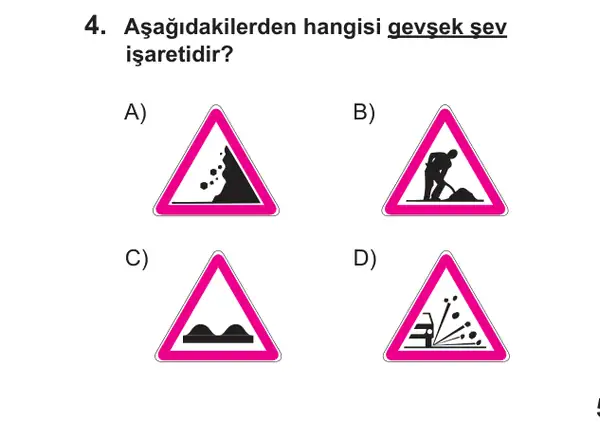 4. Aşağıdakilerden hangisi gevşek şev
işaretidir?
A)
B)
C)
D)